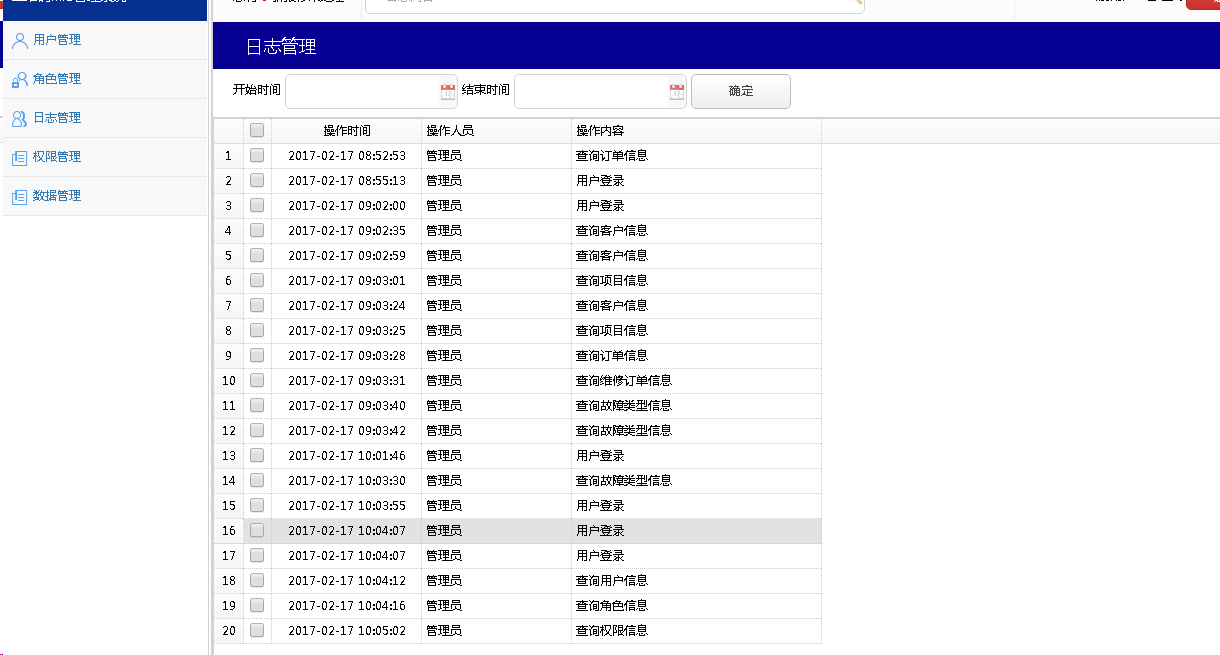 用户管理
角色管理
日志管理
权限管理
数据管理
日志管理
开始时间 结束时间 确定
操作时间 操作人员 操作内容
1 2017-02-17 08:52:53 管理员 查询订单信息
2 2017-02-17 08:55:13 管理员 用户登录
3 2017-02-17 09:02:00 管理员 用户登录
4 2017-02-17 09:02:35 管理员 查询客户信息
5 2017-02-17 09:02:59 管理员 查询客户信息
6 2017-02-17 09:03:01 管理员 查询项目信息
7 2017-02-17 09:03:24 管理员 查询客户信息
8 2017-02-17 09:03:25 管理员 查询项目信息
9 2017-02-17 09:03:28 管理员 查询订单信息
10 2017-02-17 09:03:31 管理员 查询维修订单信息
11 2017-02-17 09:03:40 管理员 查询故障类型信息
12 2017-02-17 09:03:42 管理员 查询故障类型信息
13 2017-02-17 10:01:46 管理员 用户登录
14 2017-02-17 10:03:30 管理员 查询故障类型信息
15 2017-02-17 10:03:55 管理员 用户登录
16 2017-02-17 10:04:07 管理员 用户登录
17 2017-02-17 10:04:07 管理员 用户登录
18 2017-02-17 10:04:12 管理员 查询用户信息
19 2017-02-17 10:04:16 管理员 查询角色信息
20 2017-02-17 10:05:02 管理员 查询权限信息